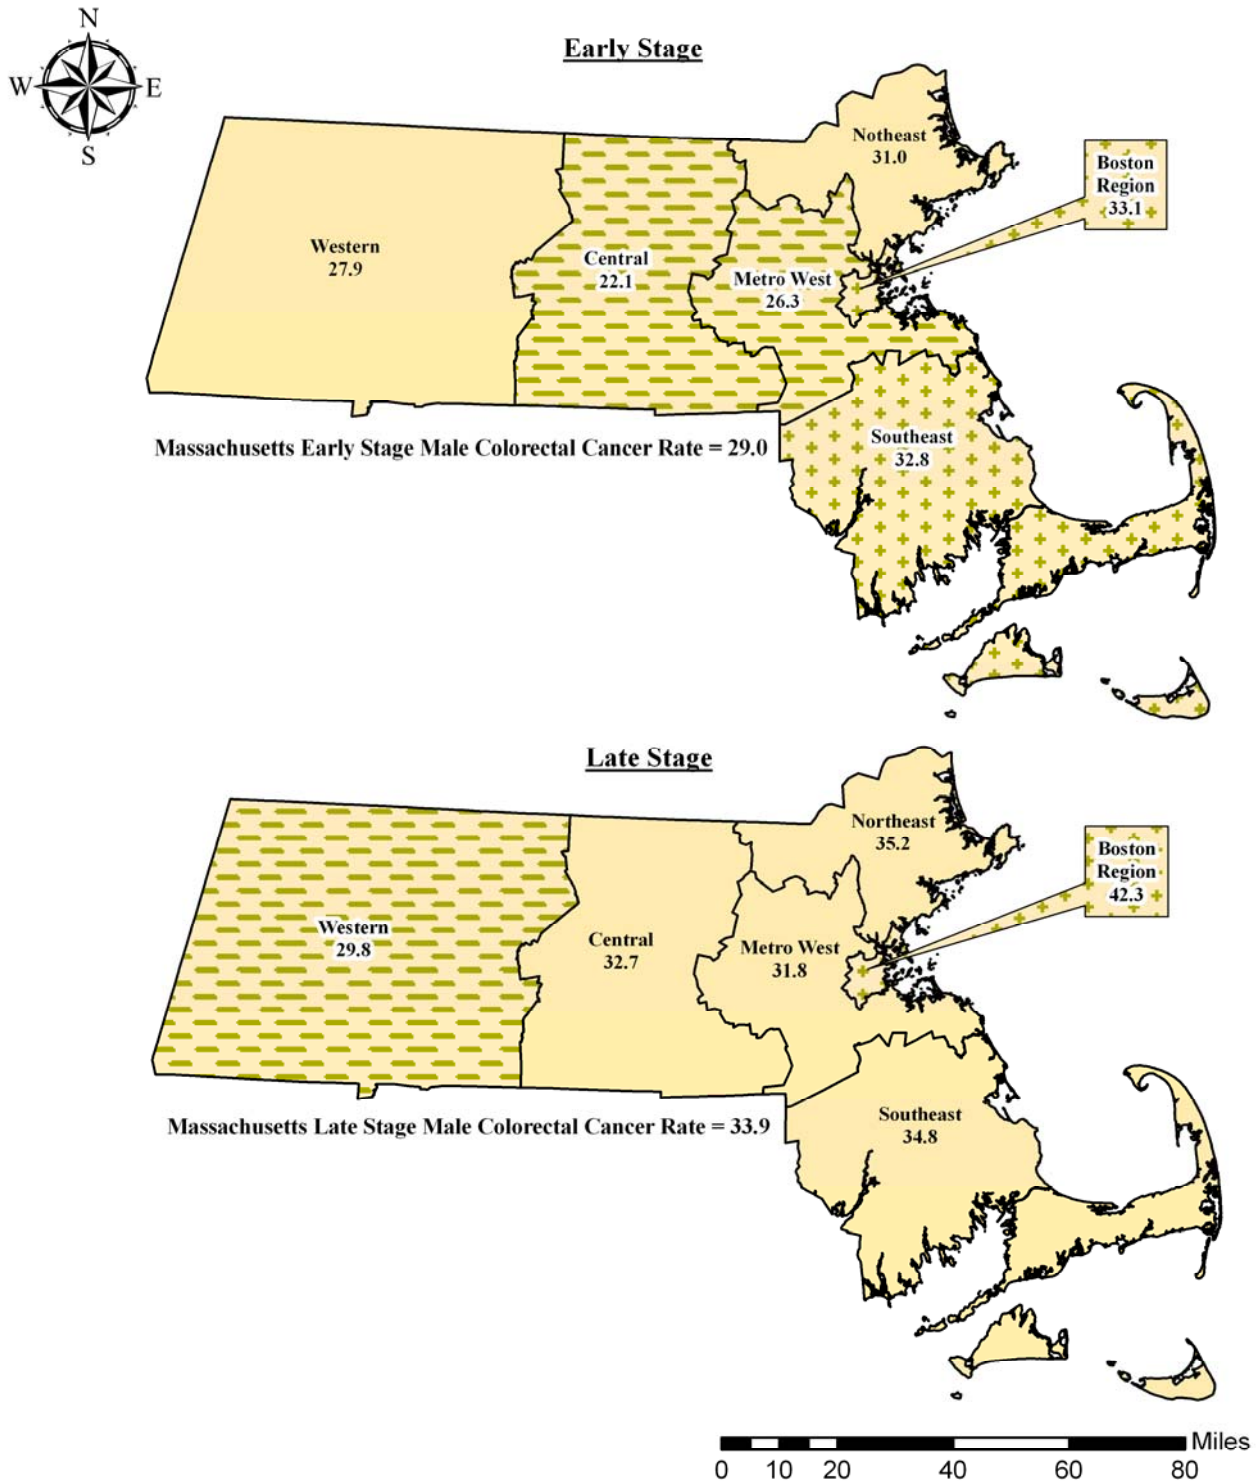 N
W
E
S
Early Stage
Notheast
31.0
Boston
Region
33.1
Western
27.9
Central
22.1
Metro West
26.3
Southeast
32.8
Massachusetts Early Stage Male Colorectal Cancer Rate = 29.0
Late Stage
Northeast
35.2
Boston
Region
42.3
Western
29.8
Central
32.7
Metro West
31.8
Southeast
34.8
Massachusetts Late Stage Male Colorectal Cancer Rate = 33.9
Miles
0 10 20 40 60 80